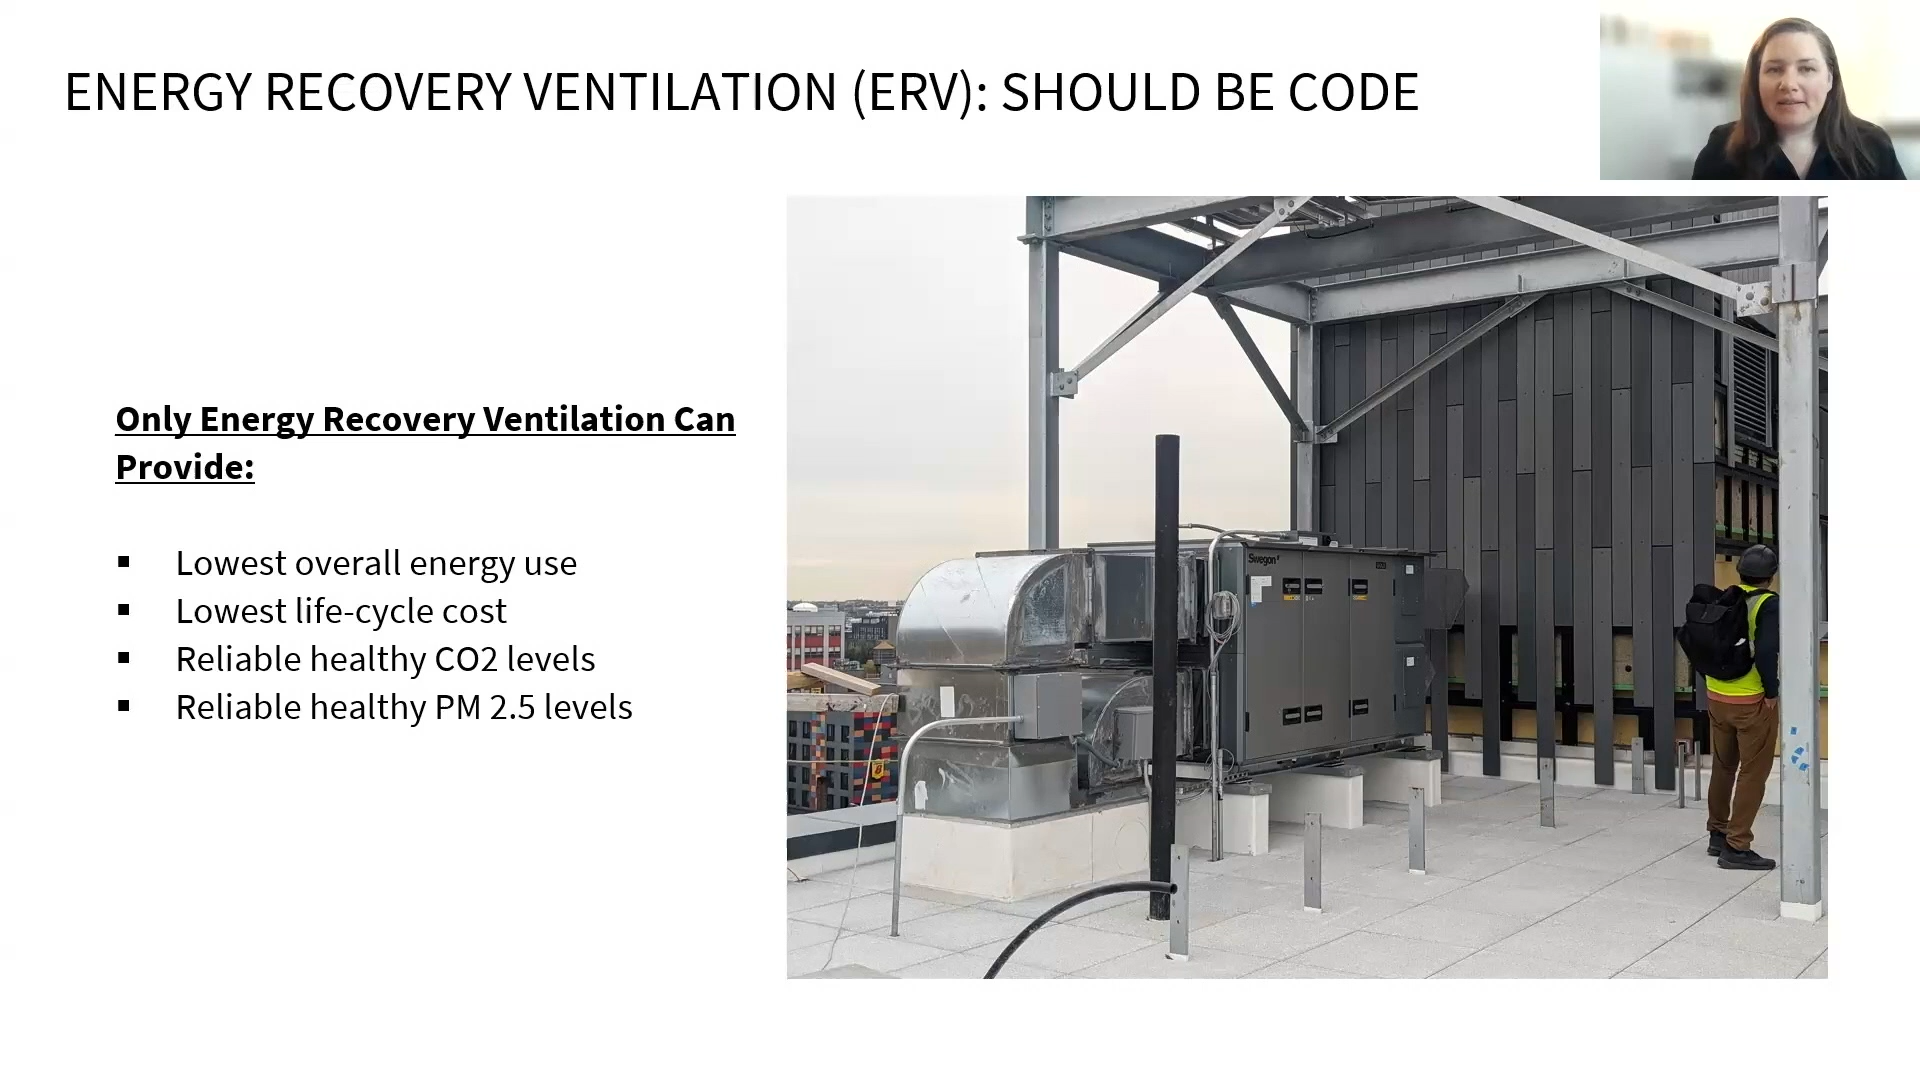 ENERGY RECOVERY VENTILATION (ERV): SHOULD BE CODE
Only Energy Recovery Ventilation Can
Provide:
▪ Lowest overall energy use
▪ Lowest life-cycle cost
▪ Reliable healthy CO2 levels
▪ Reliable healthy PM 2.5 levels
Swegon